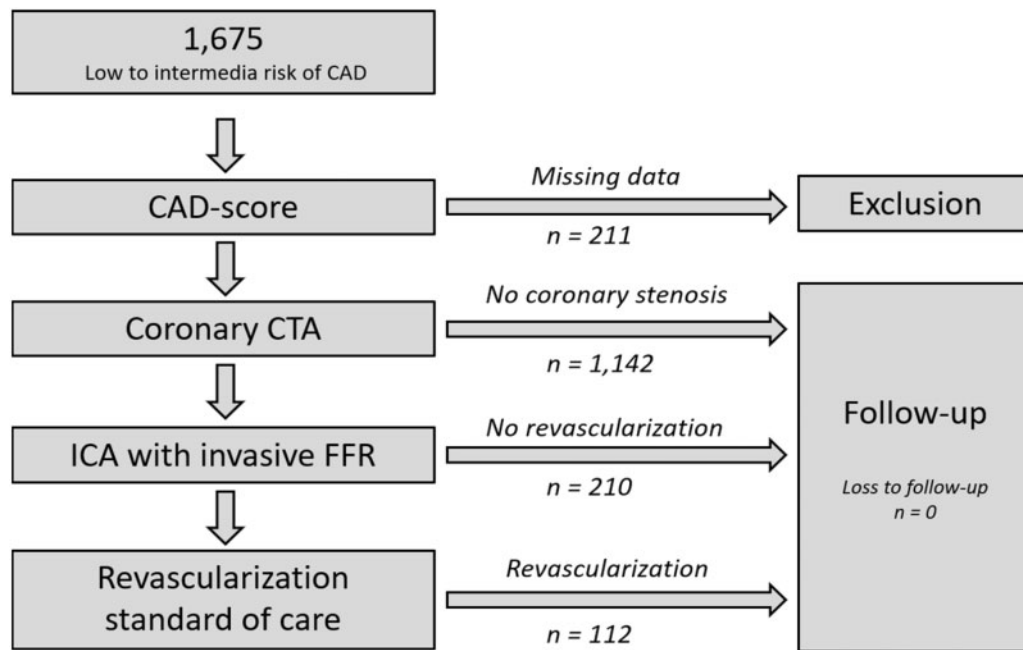 1,675
Low to intermedia risk of CAD
CAD-score
Missing data
n = 211
Exclusion
Coronary CTA
No coronary stenosis
n = 1,142
ICA with invasive FFR
No revascularization
n = 210
Follow-up
Loss to follow-up
n = 0
Revascularization
standard of care
Revascularization
n = 112